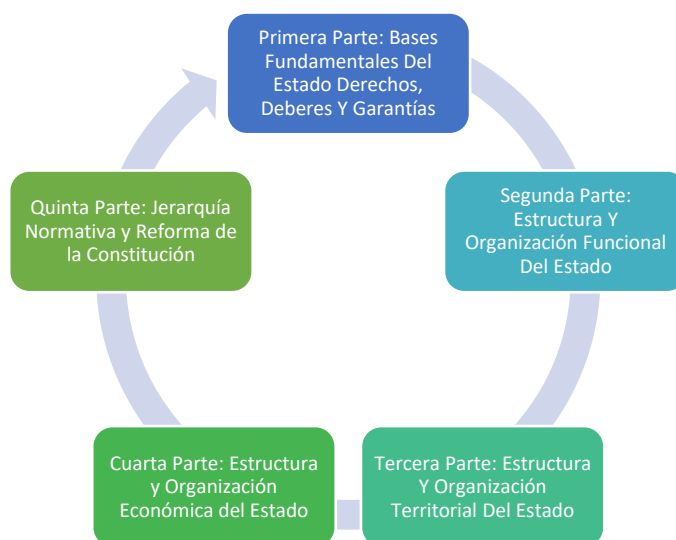 Primera Parte: Bases
Fundamentales Del
Estado Derechos,
Deberes Y Garantías
Segunda Parte:
Estructura Y
Organización Funcional
Del Estado
Tercera Parte: Estructura
Y Organización
Territorial Del Estado
Cuarta Parte: Estructura
y Organización
Económica del Estado
Quinta Parte: Jerarquía
Normativa y Reforma de
la Constitución